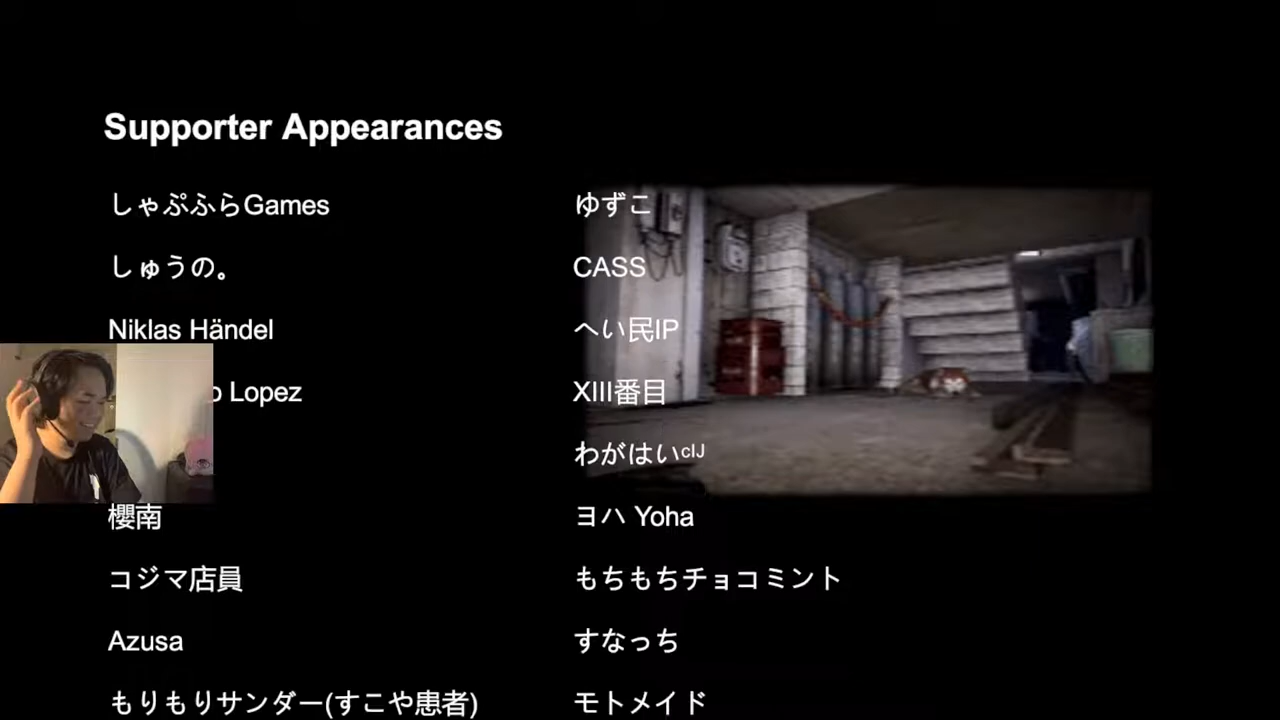 Supporter Appearances
しゃぷふらGames
ゆずこ
しゅうの。
CASS
Niklas Händel
へい民IP
Lopez
XIII番目
わがはいcIJ
櫻南
ヨハ Yoha
コジマ店員
もちもちチョコミント
Azusa
すなっち
もりもりサンダー(すこや患者)
モトメイド